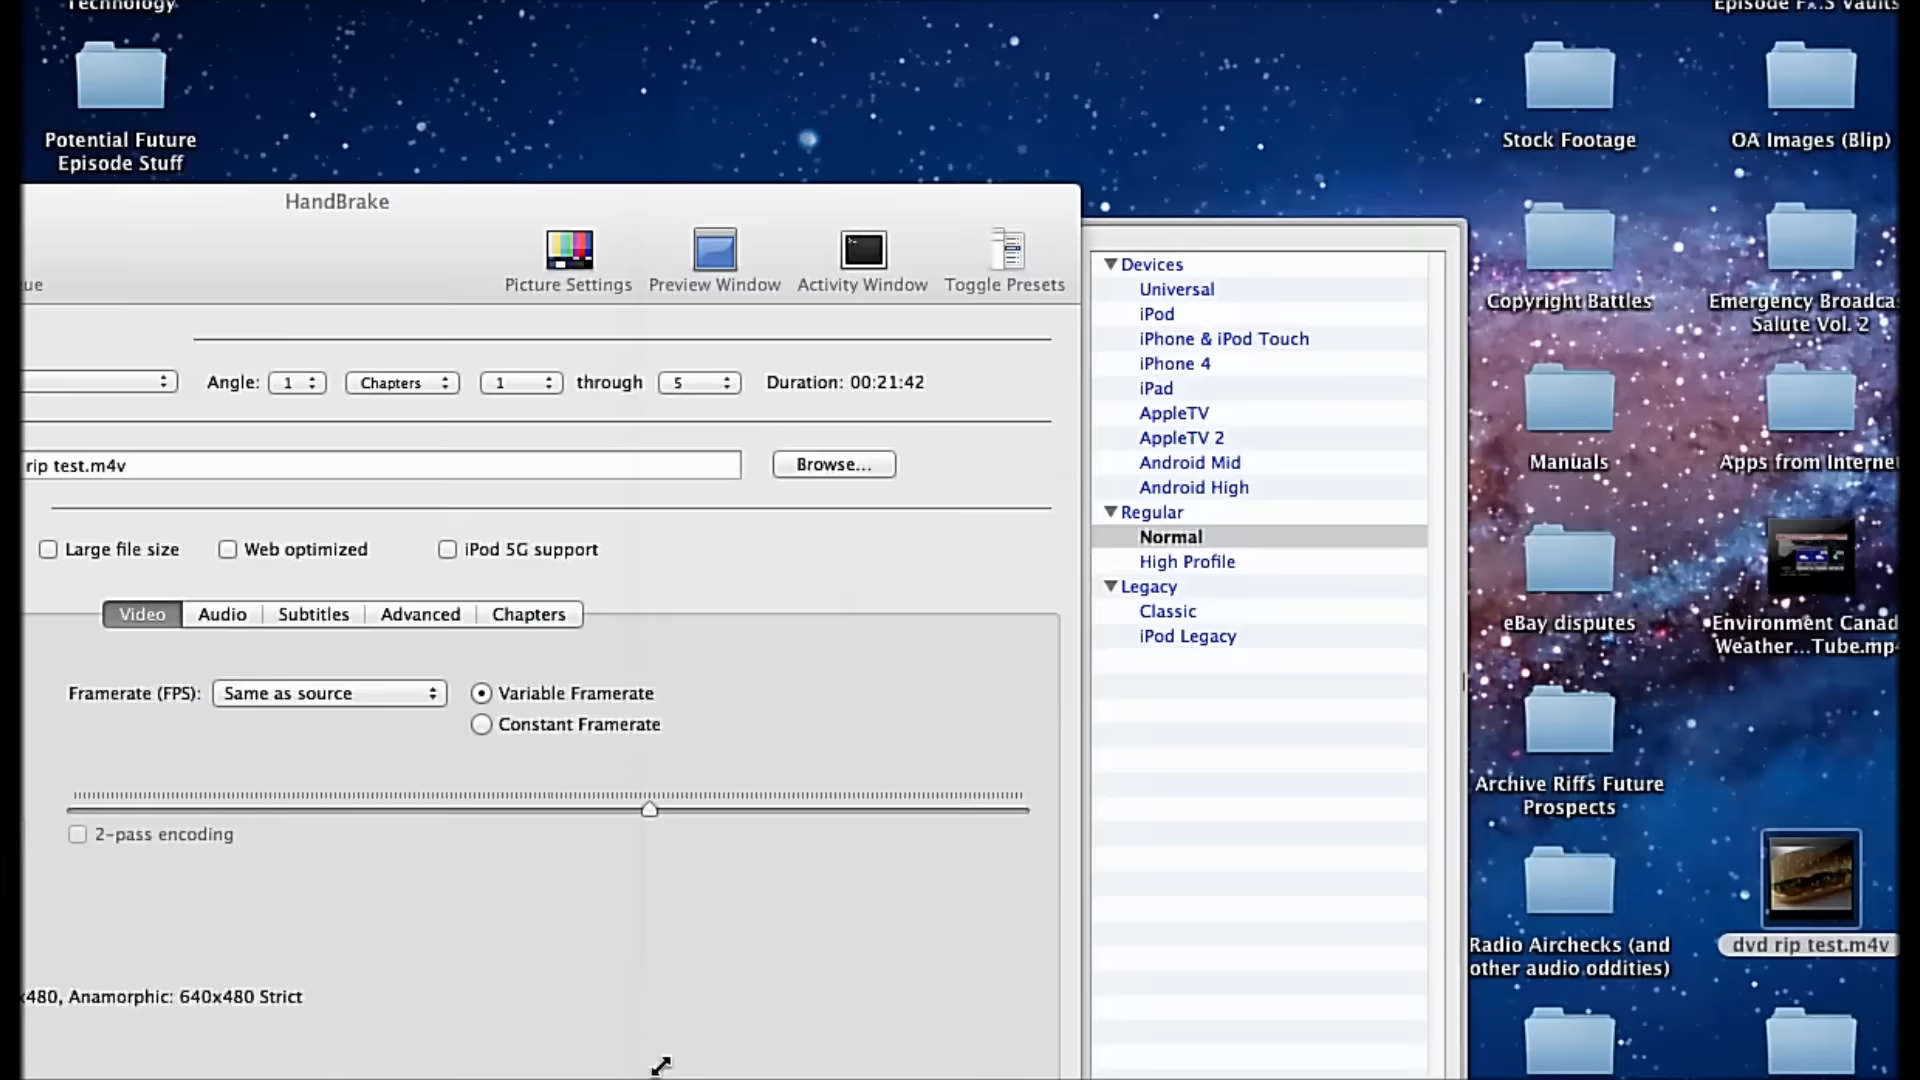 Technology
Potential Future
Episode Stuff
HandBrake
ue
Picture Settings
Preview Window
Activity Window
Toggle Presets
Angle: 1 Chapters 1 through 5 Duration: 00:21:42
rip test.m4v
Browse...
Large file size
Web optimized
iPod 5G support
Video
Audio
Subtitles
Advanced
Chapters
Framerate (FPS): Same as source
Variable Framerate
Constant Framerate
2-pass encoding
x480, Anamorphic: 640x480 Strict
Devices
Universal
iPod
iPhone & iPod Touch
iPhone 4
iPad
AppleTV
AppleTV 2
Android Mid
Android High
Regular
Normal
High Profile
Legacy
Classic
iPod Legacy
Stock Footage
OA Images (Blip)
Copyright Battles
Emergency Broadca
Salute Vol. 2
Manuals
Apps from Internet
eBay disputes
Environment Canad
Weather...Tube.mp4
Archive Riffs Future
Prospects
Radio Airchecks (and
other audio oddities)
dvd rip test.m4v